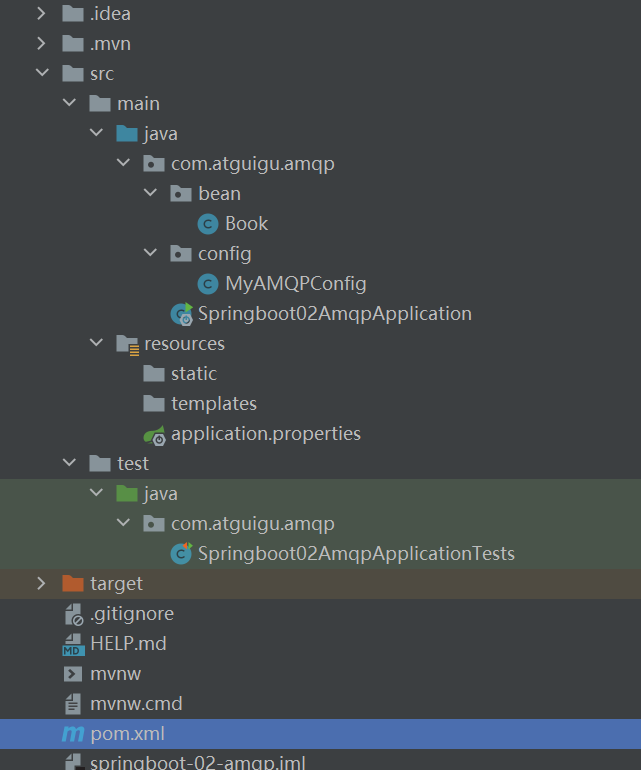 .idea
.mvn
src
main
java
com.atguigu.amqp
bean
Book
config
MyAMQPConfig
Springboot02AmqpApplication
resources
static
templates
application.properties
test
java
com.atguigu.amqp
Springboot02AmqpApplicationTests
target
.gitignore
HELP.md
mvnw
mvnw.cmd
pom.xml
springboot-02-amqp.iml